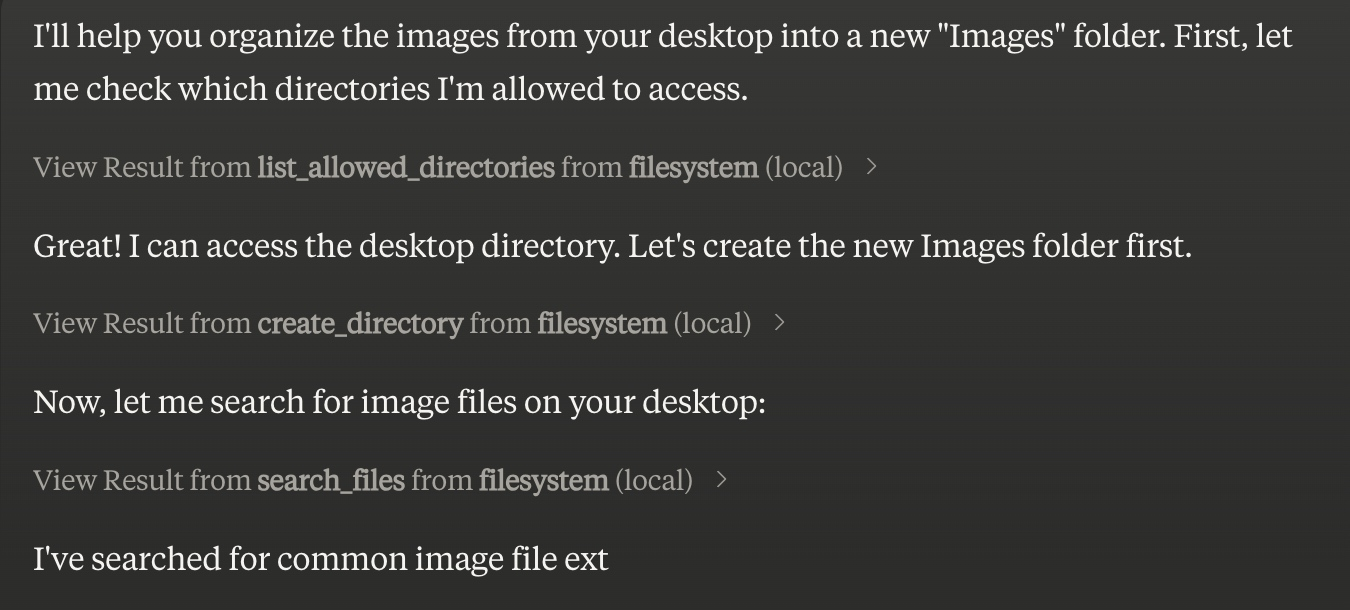 I'll help you organize the images from your desktop into a new "Images" folder. First, let
me check which directories I'm allowed to access.
View Result from list_allowed_directories from filesystem (local)
Great! I can access the desktop directory. Let's create the new Images folder first.
View Result from create_directory from filesystem (local)
Now, let me search for image files on your desktop:
View Result from search_files from filesystem (local)
I've searched for common image file ext